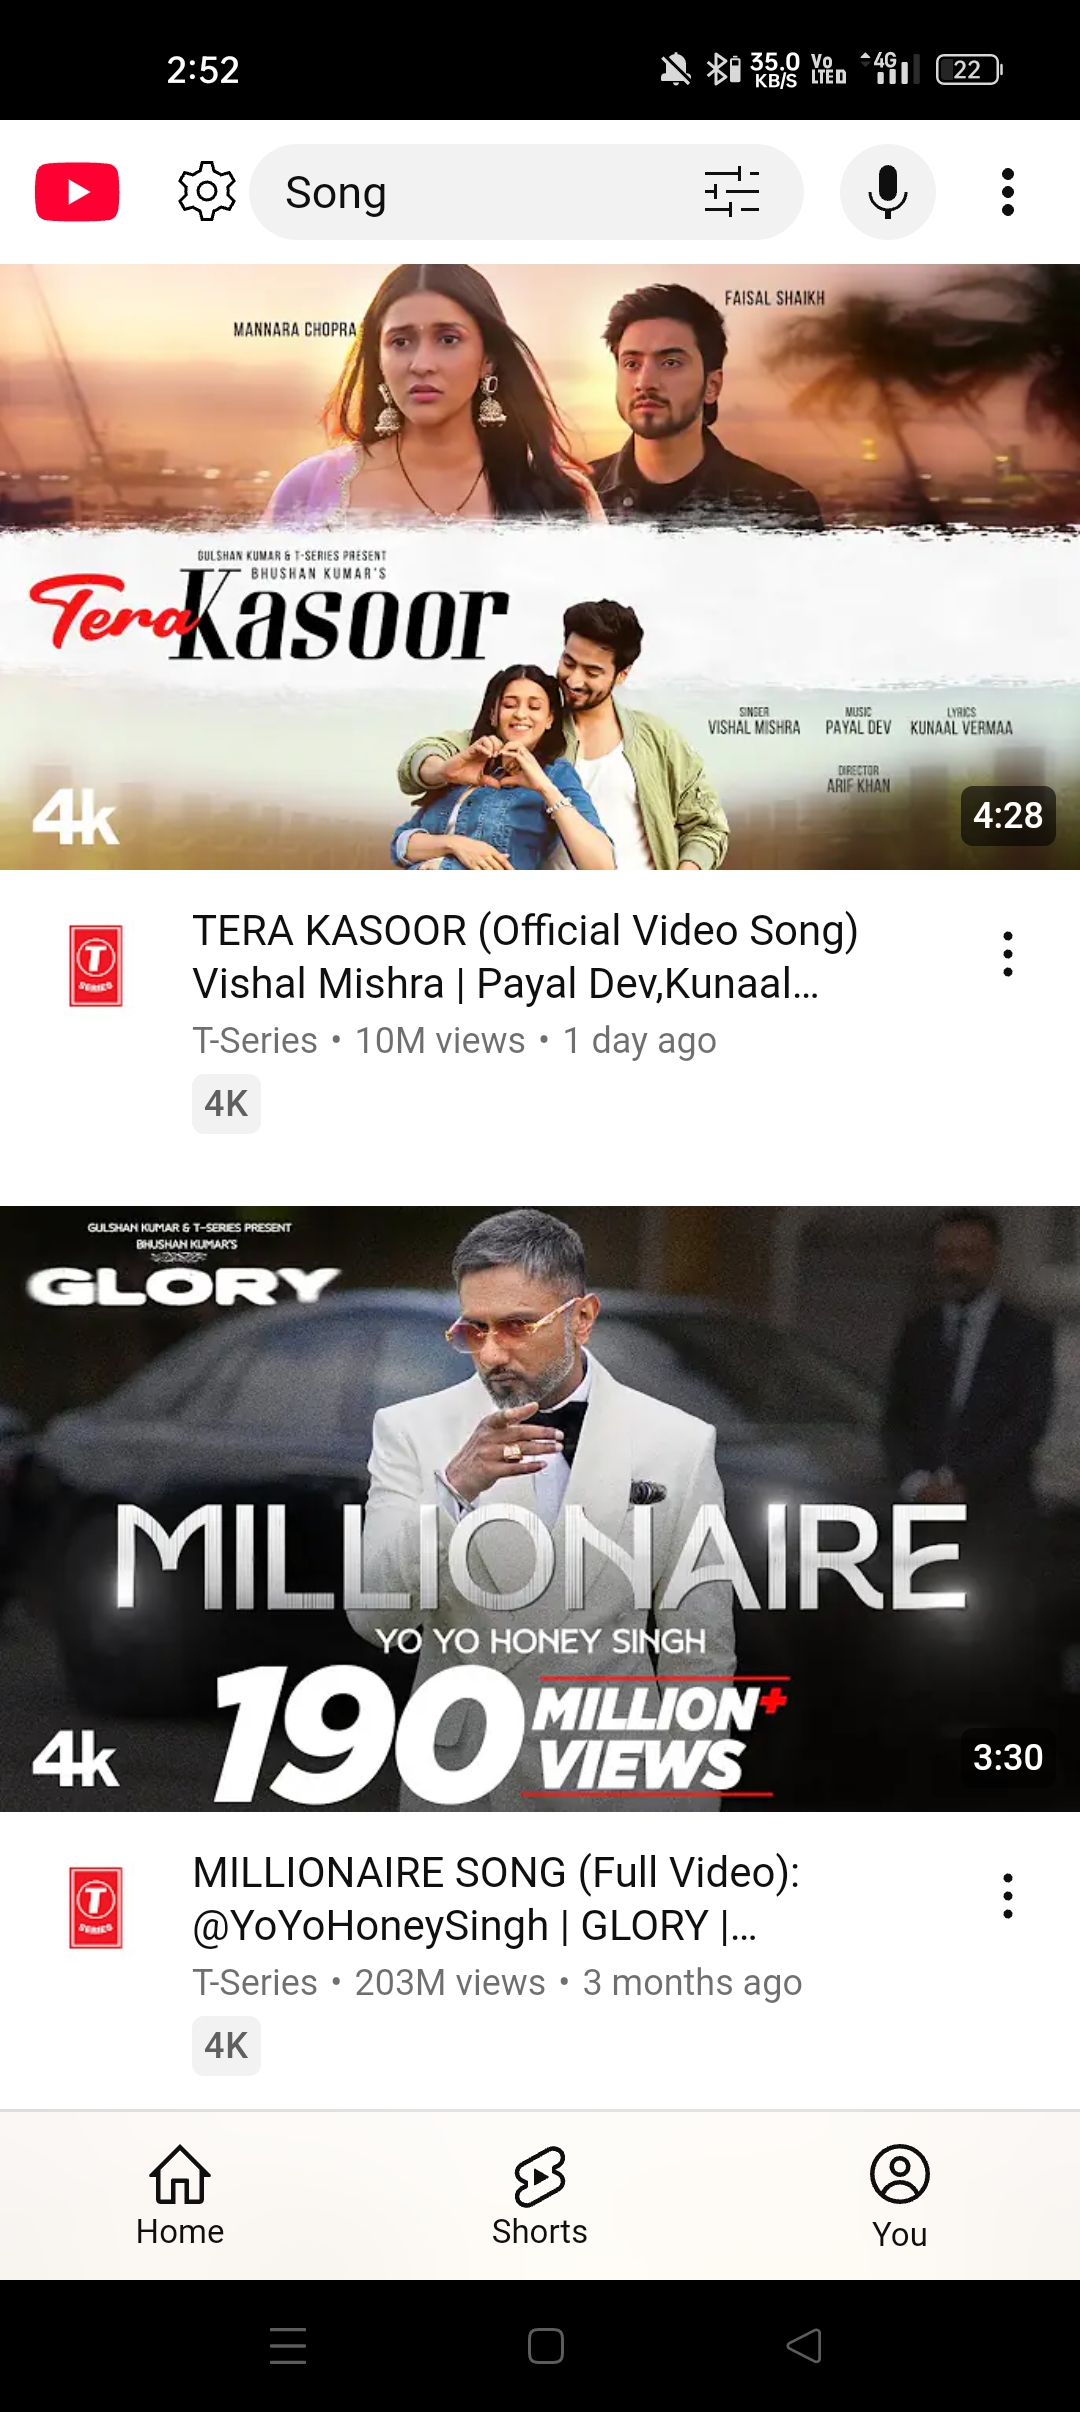 2:52
35.0
KB/S
Vo
LTE D
4G
22
Song
MANNARA CHOPRA
FAISAL SHAIKH
GULSHAN KUMAR & T-SERIES PRESENT
BHUSHAN KUMAR'S
Tera Kasoor
SINGER
VISHAL MISHRA
MUSIC
PAYAL DEV
LYRICS
KUNAAL VERMAA
DIRECTOR
ARIF KHAN
4k
4:28
T
SERIES
TERA KASOOR (Official Video Song)
Vishal Mishra | Payal Dev,Kunaal...
T-Series • 10M views • 1 day ago
4K
GULSHAN KUMAR & T-SERIES PRESENT
BHUSHAN KUMAR'S
GLORY
MILLIONAIRE
YO YO HONEY SINGH
190 MILLION+
VIEWS
4k
3:30
T
SERIES
MILLIONAIRE SONG (Full Video):
@YoYoHoneySingh | GLORY |...
T-Series • 203M views • 3 months ago
4K
Home
Shorts
You